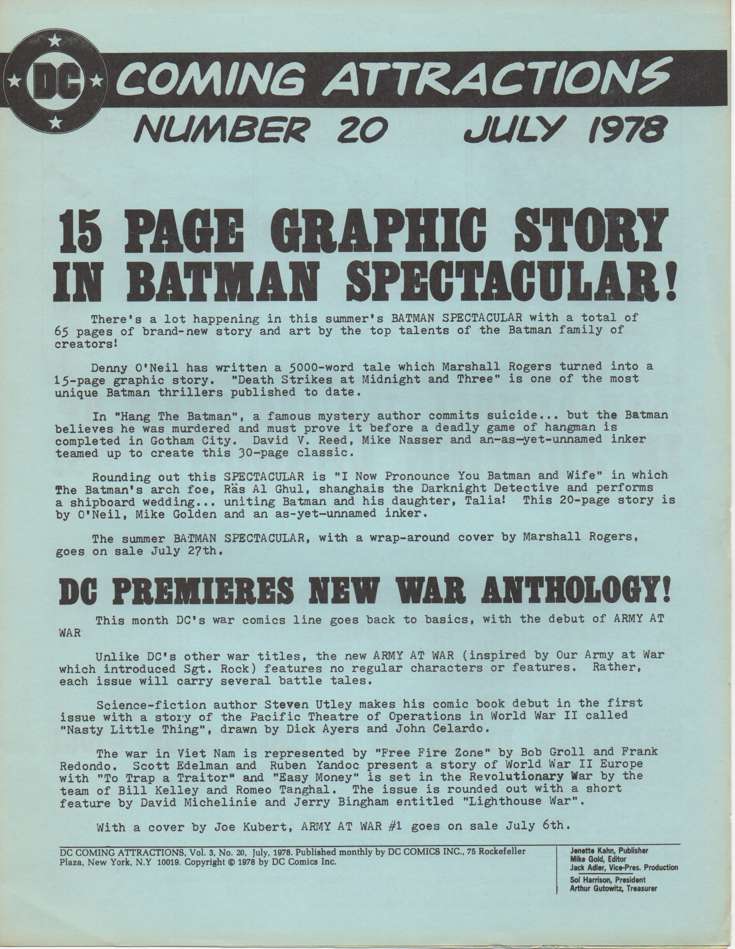 DC COMING ATTRACTIONS
NUMBER 20 JULY 1978
15 PAGE GRAPHIC STORY
IN BATMAN SPECTACULAR!
There's a lot happening in this summer's BATMAN SPECTACULAR with a total of
65 pages of brand-new story and art by the top talents of the Batman family of
creators!
Denny O'Neil has written a 5000-word tale which Marshall Rogers turned into a
15-page graphic story. "Death Strikes at Midnight and Three" is one of the most
unique Batman thrillers published to date.
In "Hang The Batman", a famous mystery author commits suicide... but the Batman
believes he was murdered and must prove it before a deadly game of hangman is
completed in Gotham City. David V. Reed, Mike Nasser and an-as-yet-unnamed inker
teamed up to create this 30-page classic.
Rounding out this SPECTACULAR is "I Now Pronounce You Batman and Wife" in which
The Batman's arch foe, Räs Al Ghul, shanghais the Darknight Detective and performs
a shipboard wedding... uniting Batman and his daughter, Talia! This 20-page story is
by O'Neil, Mike Golden and an as-yet-unnamed inker.
The summer BATMAN SPECTACULAR, with a wrap-around cover by Marshall Rogers,
goes on sale July 27th.
DC PREMIERES NEW WAR ANTHOLOGY!
This month DC's war comics line goes back to basics, with the debut of ARMY AT
WAR
Unlike DC's other war titles, the new ARMY AT WAR (inspired by Our Army at War
which introduced Sgt. Rock) features no regular characters or features. Rather,
each issue will carry several battle tales.
Science-fiction author Steven Utley makes his comic book debut in the first
issue with a story of the Pacific Theatre of Operations in World War II called
"Nasty Little Thing", drawn by Dick Ayers and John Celardo.
The war in Viet Nam is represented by "Free Fire Zone" by Bob Groll and Frank
Redondo. Scott Edelman and Ruben Yandoc present a story of World War II Europe
with "To Trap a Traitor" and "Easy Money" is set in the Revolutionary War by the
team of Bill Kelley and Romeo Tanghal. The issue is rounded out with a short
feature by David Michelinie and Jerry Bingham entitled "Lighthouse War".
With a cover by Joe Kubert, ARMY AT WAR #1 goes on sale July 6th.
DC COMING ATTRACTIONS, Vol. 3, No. 20, July, 1978. Published monthly by DC COMICS INC., 75 Rockefeller
Plaza, New York, N.Y 10019. Copyright © 1978 by DC Comics Inc.
Jenette Kahn, Publisher
Mike Gold, Editor
Jack Adler, Vice-Pres. Production
Sol Harrison, President
Arthur Gutowitz, Treasurer